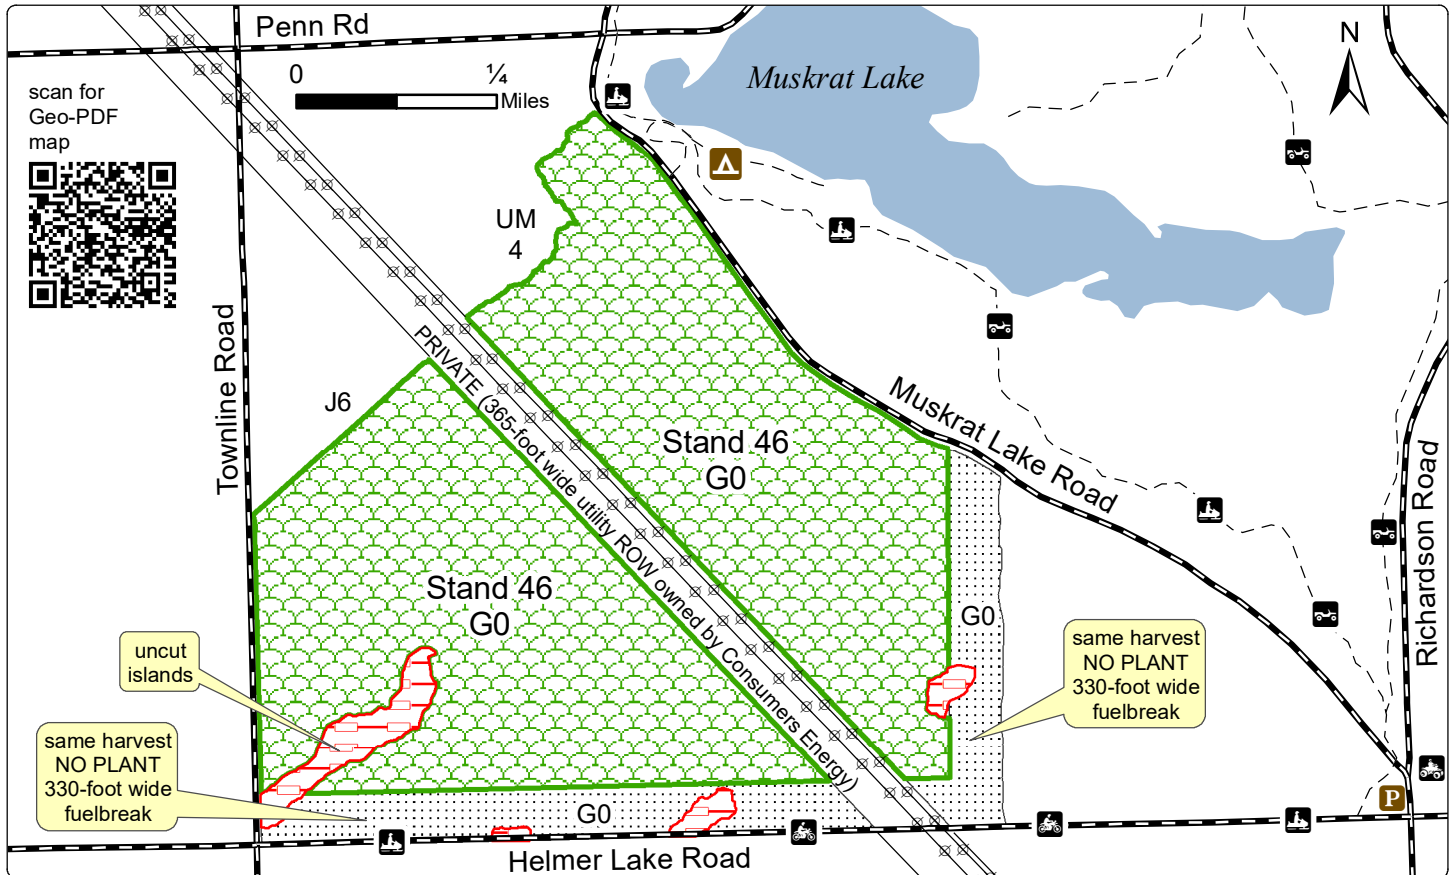 Penn Rd
0 ¼
Miles
scan for
Geo-PDF
map
Muskrat Lake
N
UM
4
Townline Road
J6
PRIVATE (365-foot wide utility ROW owned by Consumers Energy)
Stand 46
G0
Muskrat Lake Road
Richardson Road
Stand 46
G0
G0
uncut
islands
same harvest
NO PLANT
330-foot wide
fuelbreak
same harvest
NO PLANT
330-foot wide
fuelbreak
G0
P
Helmer Lake Road